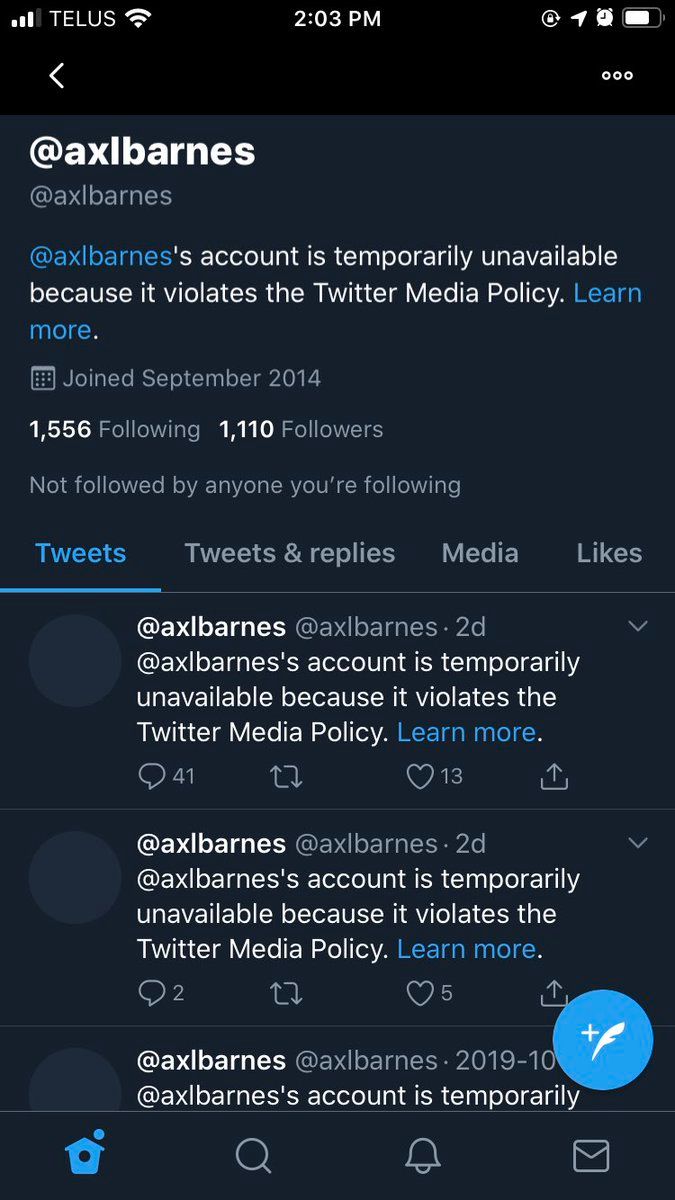 TELUS 2:03 PM
@axlbarnes
@axlbarnes
@axlbarnes's account is temporarily unavailable
because it violates the Twitter Media Policy. Learn
more.
Joined September 2014
1,556 Following 1,110 Followers
Not followed by anyone you’re following
Tweets Tweets & replies Media Likes
@axlbarnes @axlbarnes · 2d
@axlbarnes's account is temporarily
unavailable because it violates the
Twitter Media Policy. Learn more.
41 13
@axlbarnes @axlbarnes · 2d
@axlbarnes's account is temporarily
unavailable because it violates the
Twitter Media Policy. Learn more.
2 5
@axlbarnes @axlbarnes · 2019-10
@axlbarnes's account is temporarily